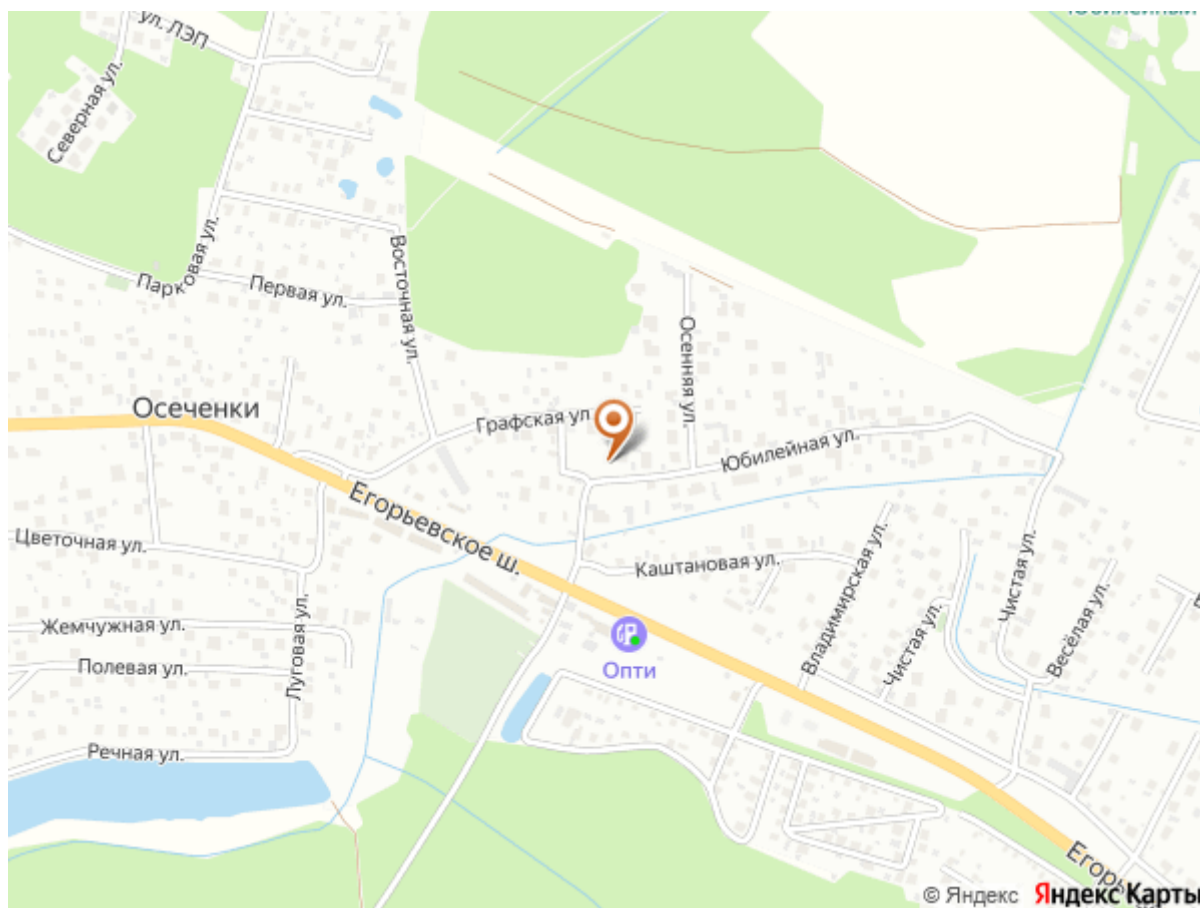 ул. ЛЭП
Северная ул.
Парковая ул.
Первая ул.
Восточная ул.
Осенняя ул.
Осеченки
Графская ул
Юбилейная ул.
Егорьевское ш.
Цветочная ул.
Каштановая ул.
Владимирская ул.
Чистая ул.
Чистая ул.
Весёлая ул.
Жемчужная ул.
Луговая ул.
Полевая ул.
Опти
Речная ул.
Егорь
© Яндекс Яндекс Карты